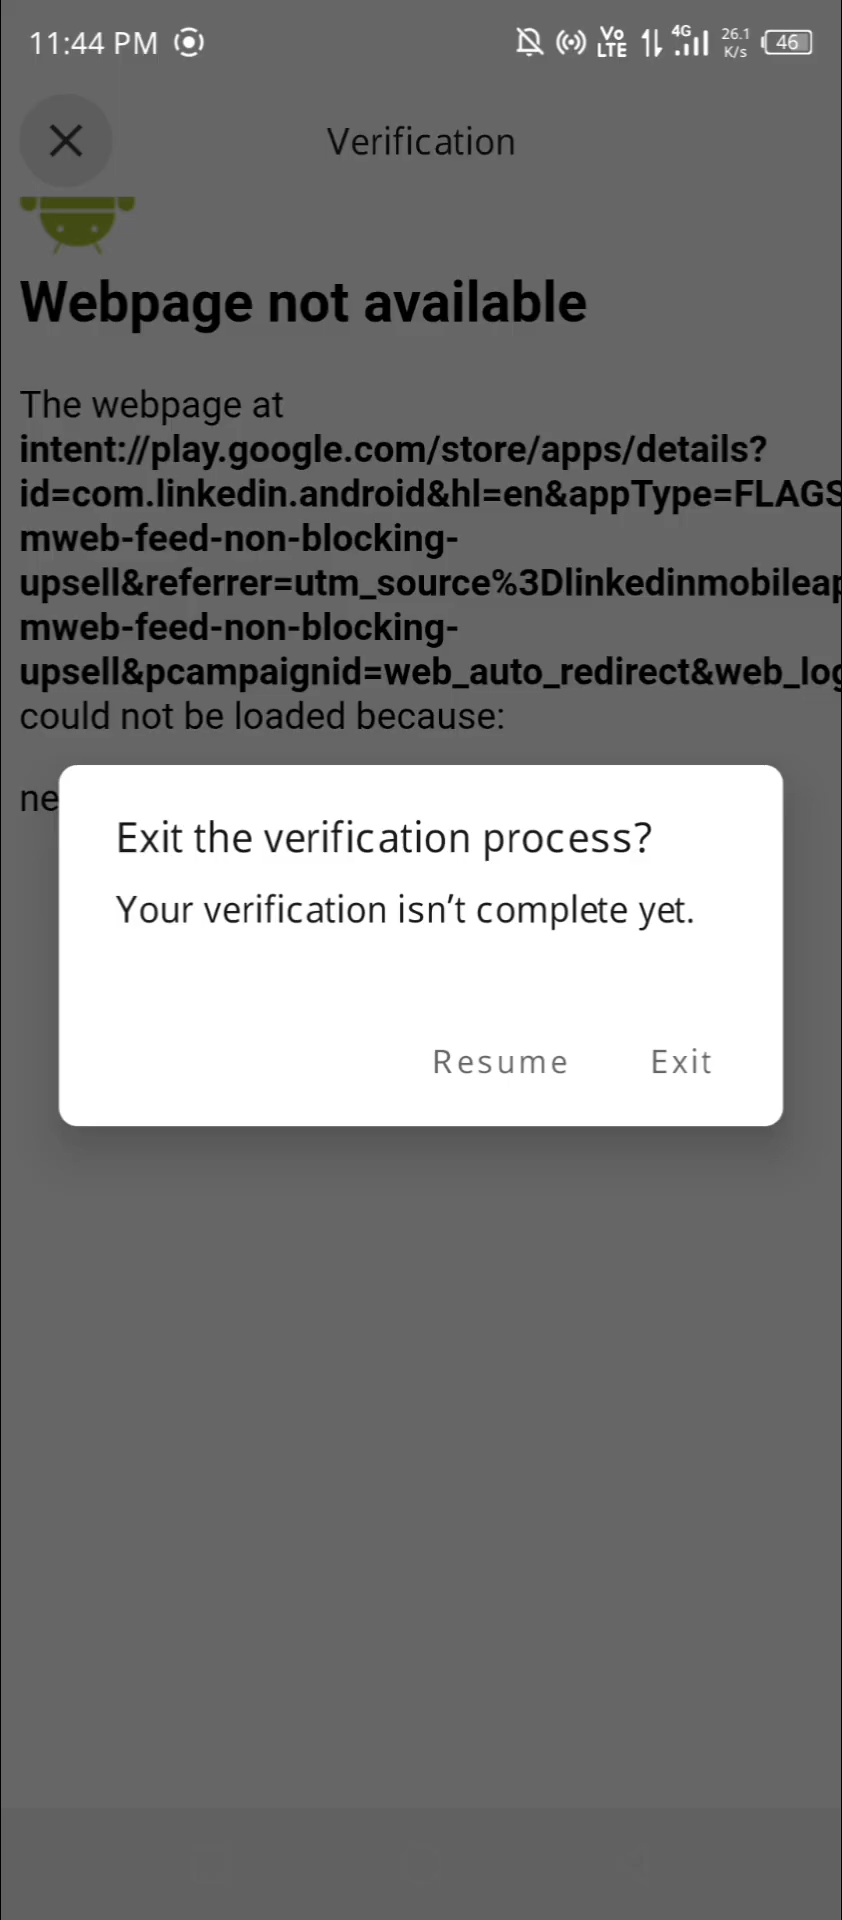 11:44 PM Vo LTE 4G 26.1 K/s 46
Verification
Webpage not available
The webpage at
intent://play.google.com/store/apps/details?
id=com.linkedin.android&hl=en&appType=FLAGS
mweb-feed-non-blocking-
upsell&referrer=utm_source%3Dlinkedinmobileap
mweb-feed-non-blocking-
upsell&pcampaignid=web_auto_redirect&web_log
could not be loaded because:
ne
Exit the verification process?
Your verification isn’t complete yet.
Resume Exit